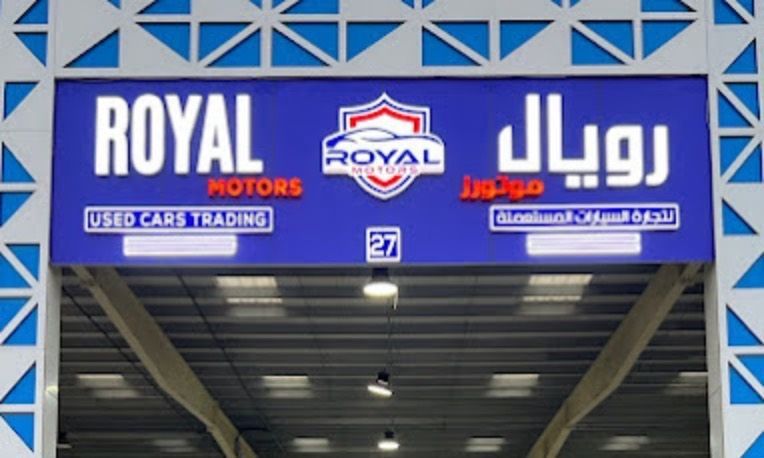 ROYAL
MOTORS
USED CARS TRADING
ROYAL
MOTORS
27
رويال
موتورز
لتجارة السيارات المستعملة